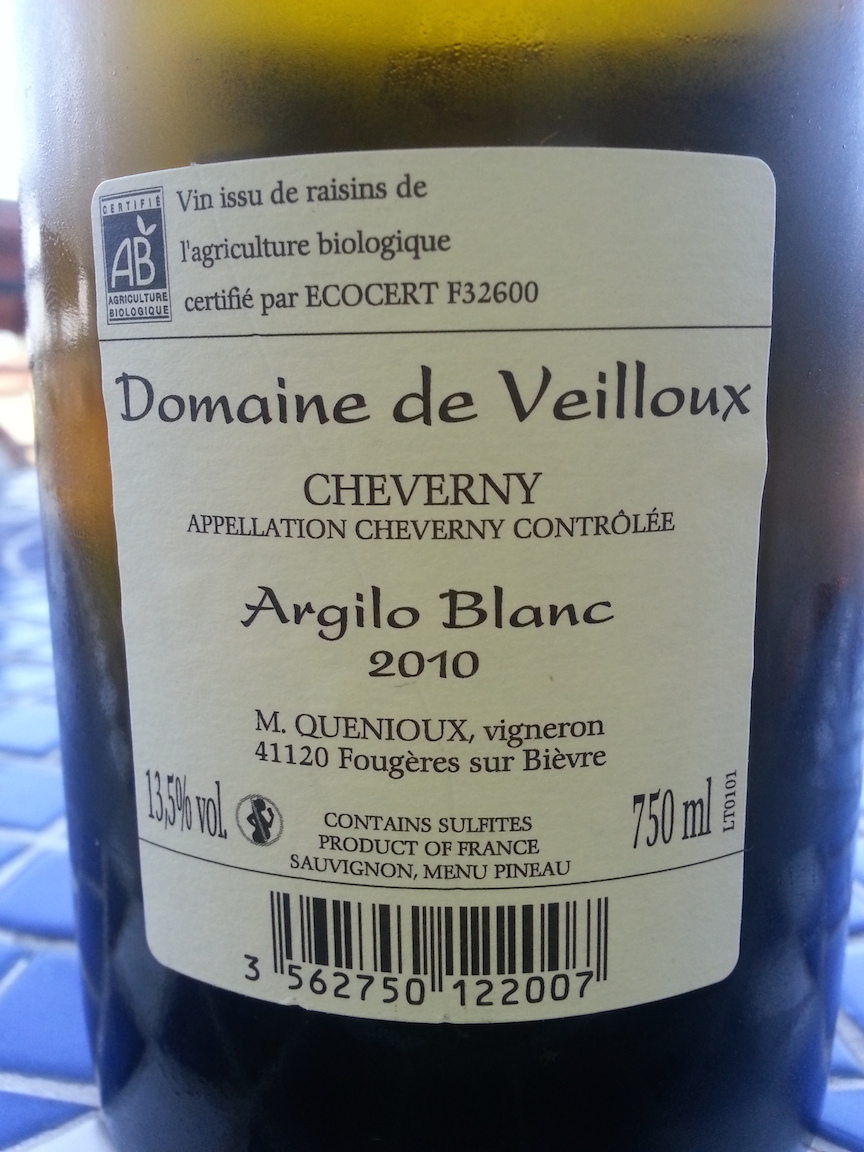 CERTIFIÉ
AB
AGRICULTURE
BIOLOGIQUE
Vin issu de raisins de
l'agriculture biologique
certifié par ECOCERT F32600
Domaine de Veilloux
CHEVERNY
APPELLATION CHEVERNY CONTRÔLÉE
Argilo Blanc
2010
M. QUENIOUX, vigneron
41120 Fougères sur Bièvre
13,5% vol.
CONTAINS SULFITES
PRODUCT OF FRANCE
SAUVIGNON, MENU PINEAU
750 ml
LT0101
3 562750 122007